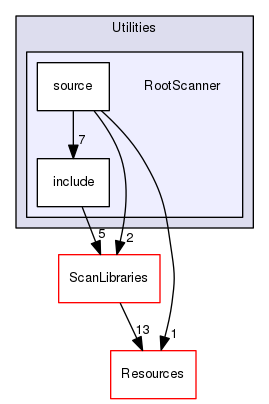 Utilities
source
RootScanner
7
include
5
2
ScanLibraries
13
1
Resources